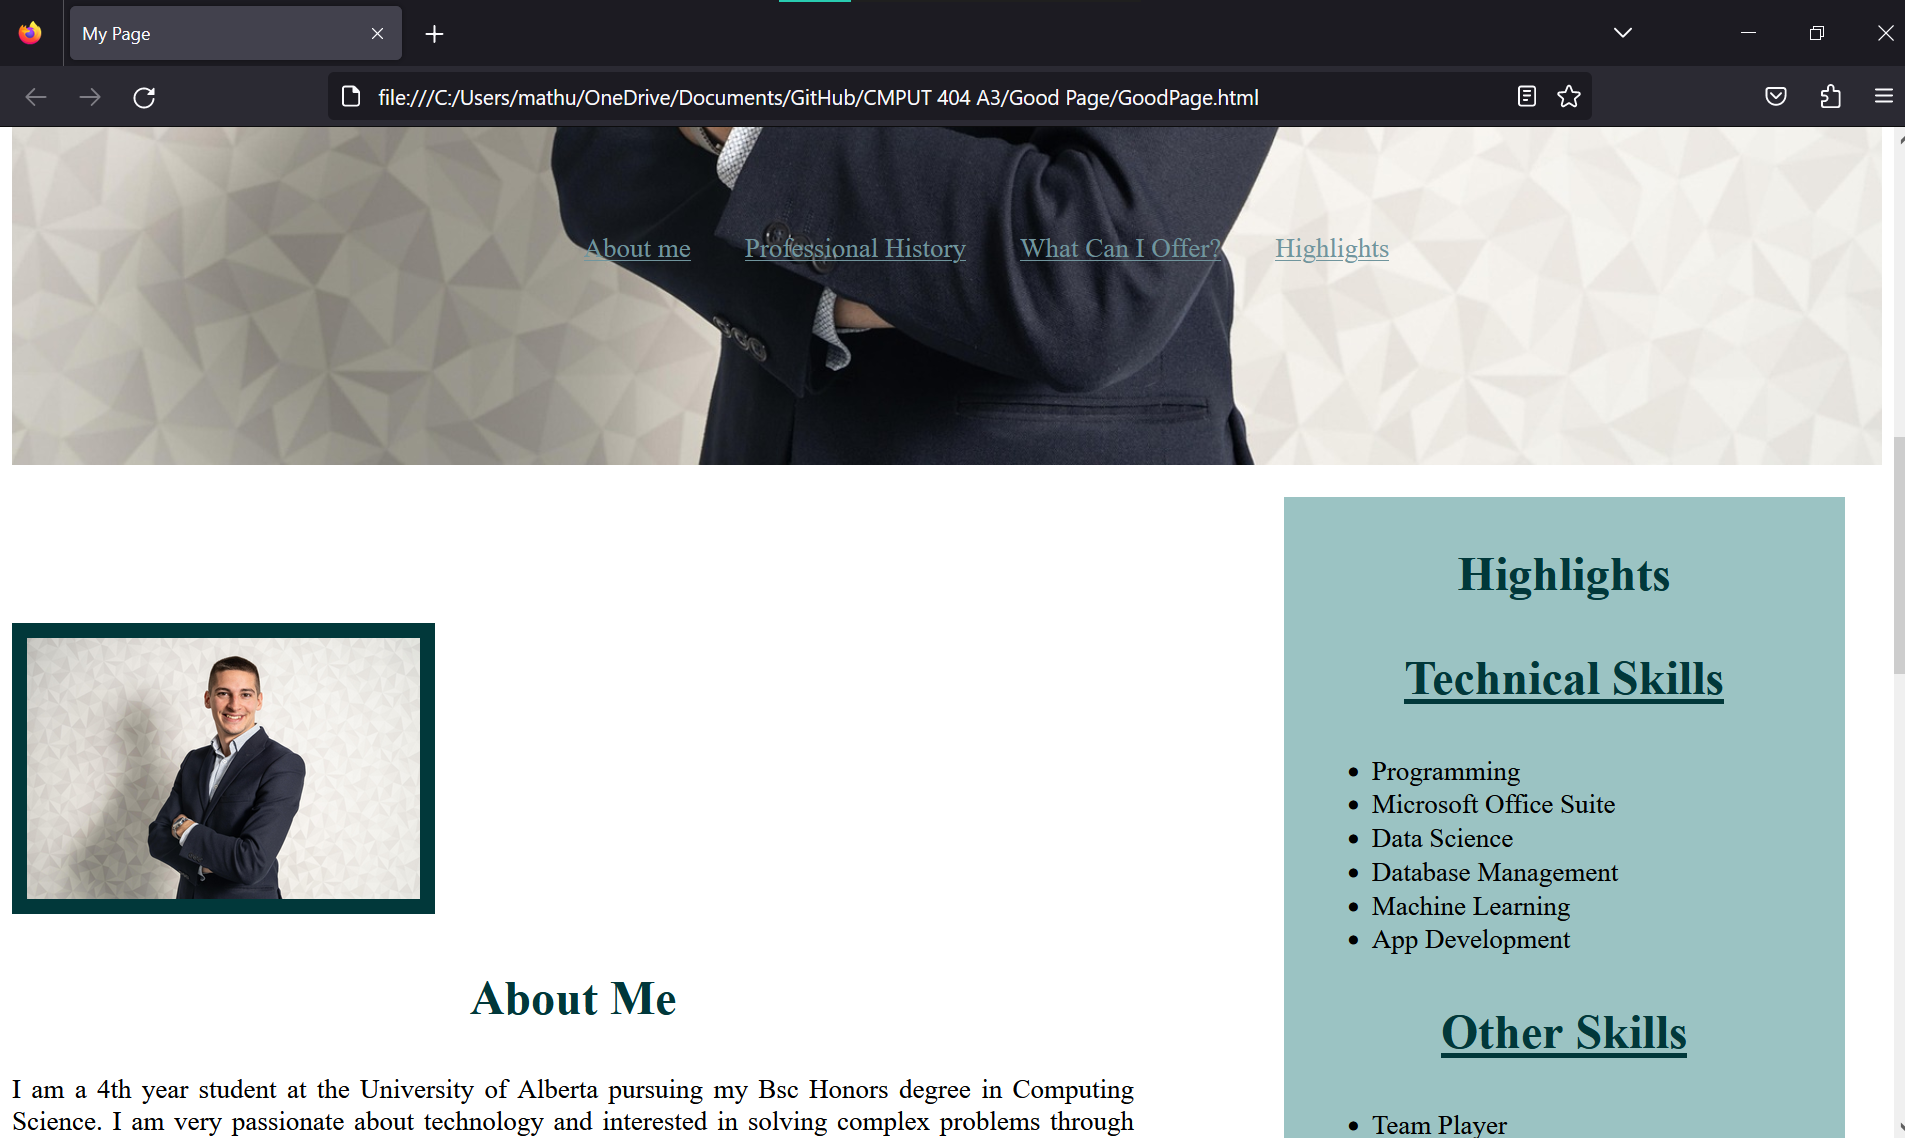 My Page
file:///C:/Users/mathu/OneDrive/Documents/GitHub/CMPUT 404 A3/Good Page/GoodPage.html
About me Professional History What Can I Offer? Highlights
About Me
I am a 4th year student at the University of Alberta pursuing my Bsc Honors degree in Computing
Science. I am very passionate about technology and interested in solving complex problems through
Highlights
Technical Skills
Programming
Microsoft Office Suite
Data Science
Database Management
Machine Learning
App Development
Other Skills
Team Player